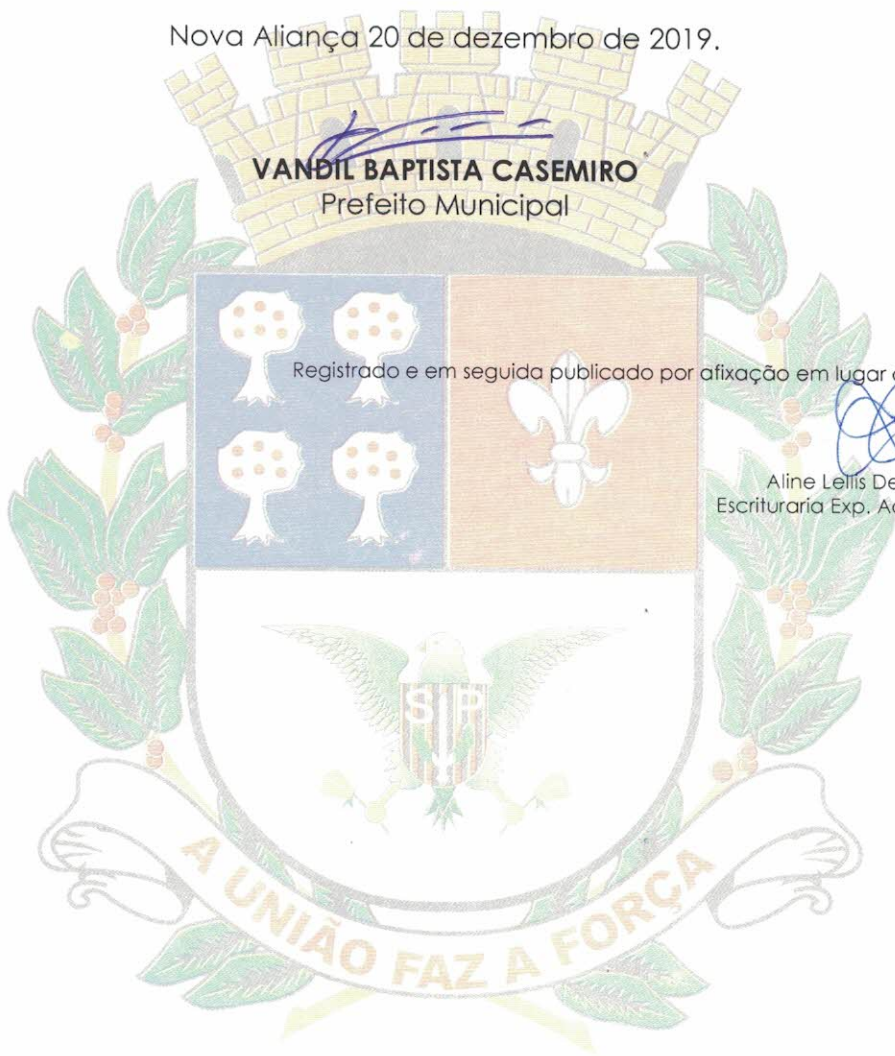 Nova Aliança 20 de dezembro de 2019.
VANDIL BAPTISTA CASEMIRO
Prefeito Municipal
Registrado e em seguida publicado por afixação em lugar
Aline Lellis
Escrituraria Exp.
SP
A UNIÃO FAZ A FORÇA